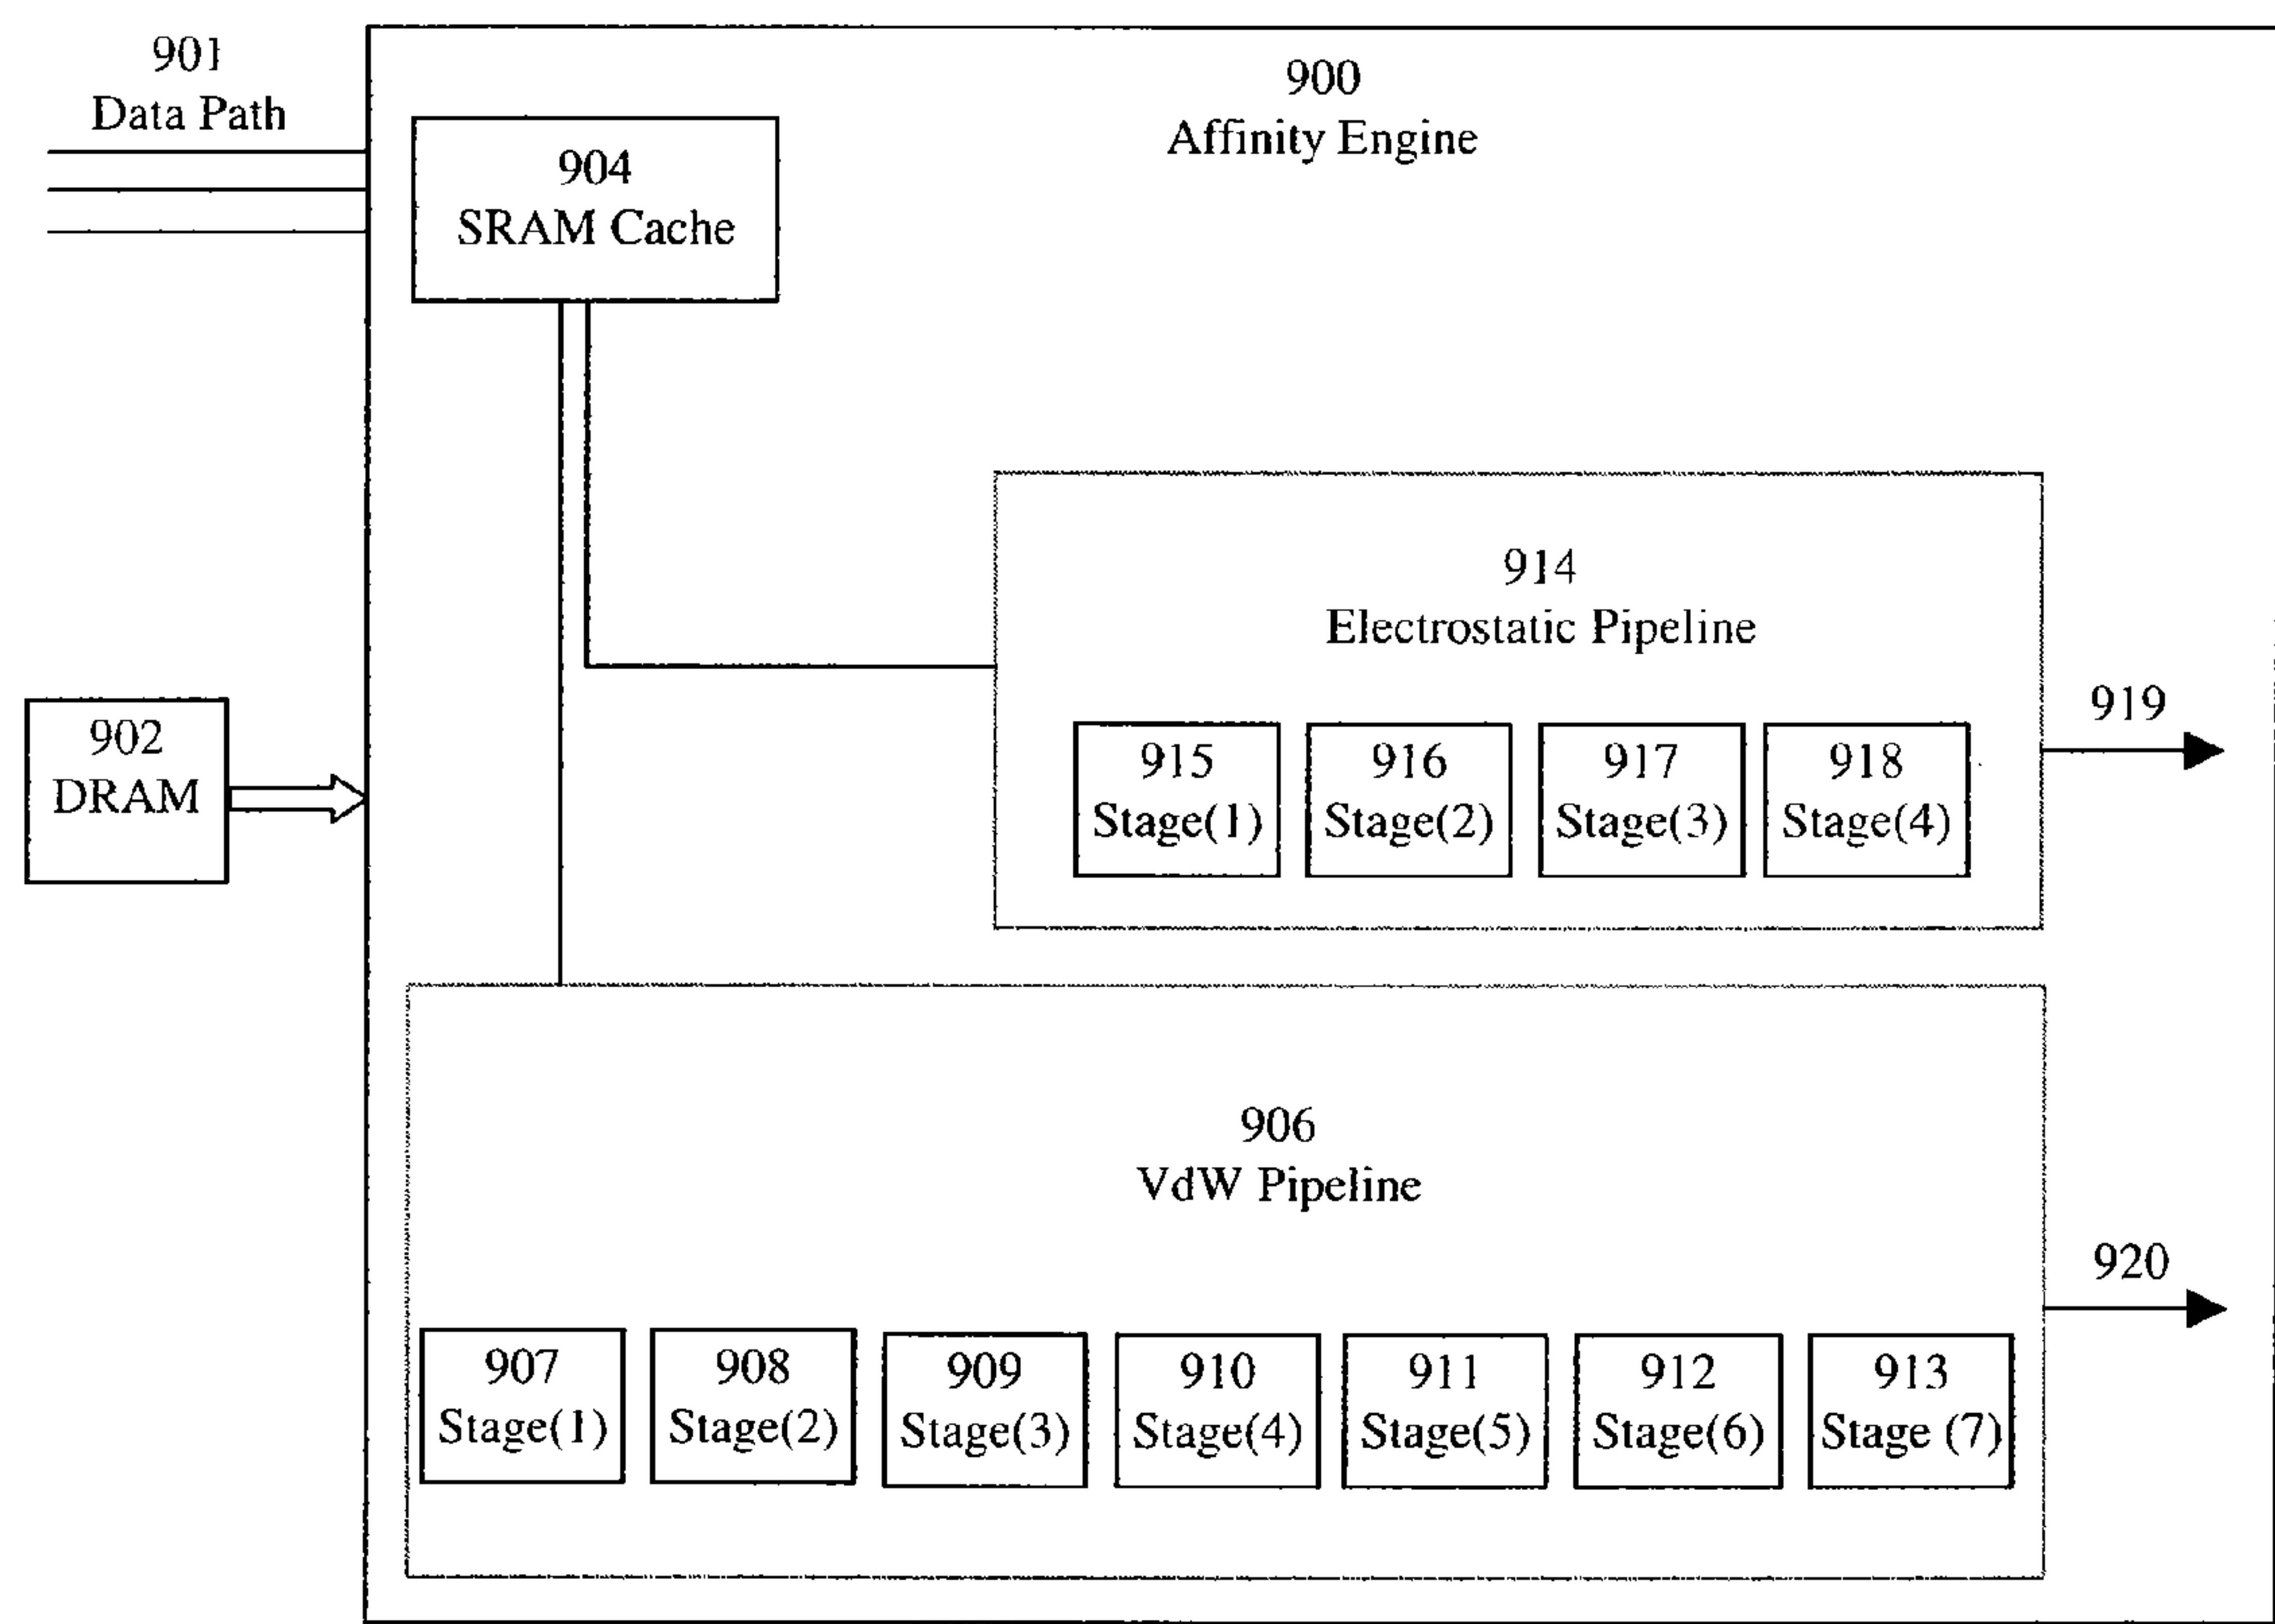 901
Data Path
900
Affinity Engine
904
SRAM Cache
914
Electrostatic Pipeline
919
902
DRAM
915
Stage(1)
916
Stage(2)
917
Stage(3)
918
Stage(4)
906
VdW Pipeline
920
907
Stage(1)
908
Stage(2)
909
Stage(3)
910
Stage(4)
911
Stage(5)
912
Stage(6)
913
Stage (7)